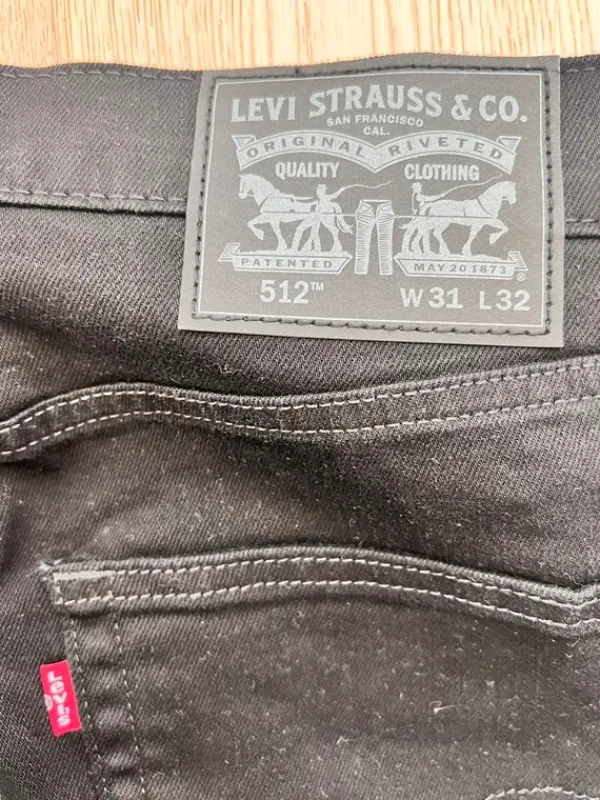 LEVI STRAUSS & CO.
SAN FRANCISCO
CAL.
ORIGINAL RIVETED
QUALITY CLOTHING
PATENTED MAY 20 1873 ®
512™ W31 L32
LEVI'S ®